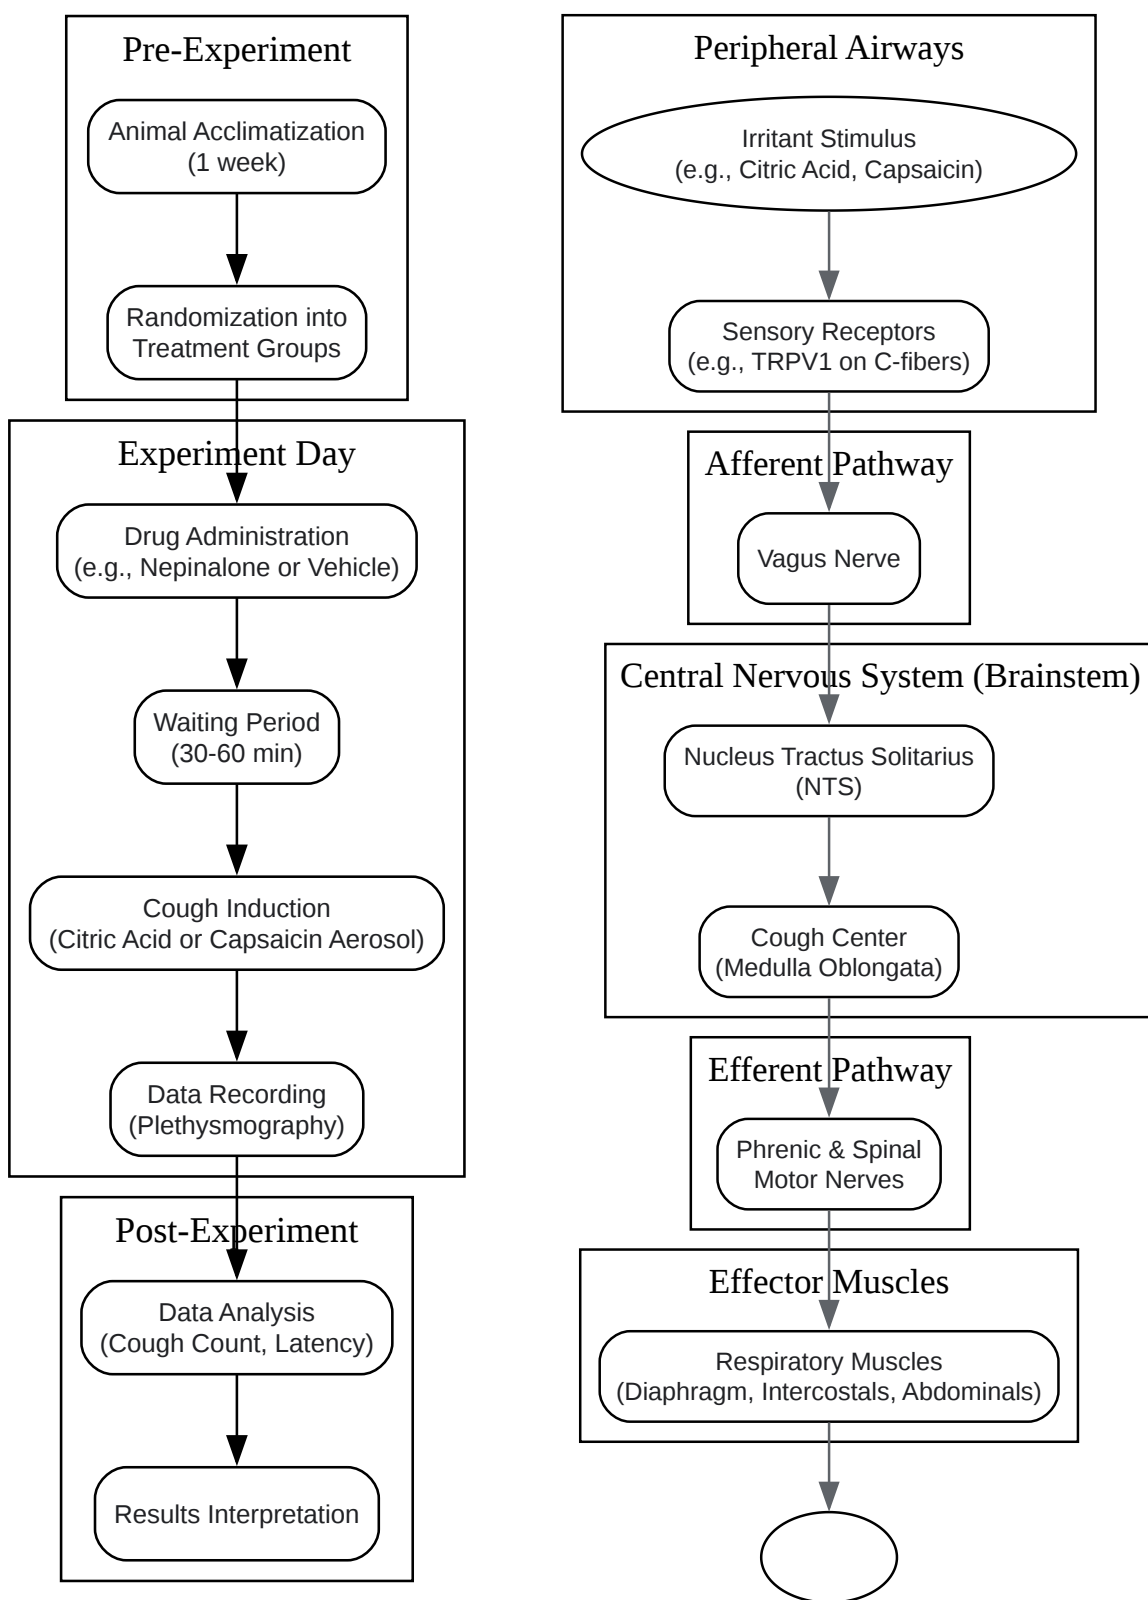 Pre-Experiment
Animal Acclimatization
(1 week)
Randomization into
Treatment Groups
Experiment Day
Drug Administration
(e.g., Nepinalone or Vehicle)
Waiting Period
(30-60 min)
Cough Induction
(Citric Acid or Capsaicin Aerosol)
Data Recording
(Plethysmography)
Post-Experiment
Data Analysis
(Cough Count, Latency)
Results Interpretation
Peripheral Airways
Irritant Stimulus
(e.g., Citric Acid, Capsaicin)
Sensory Receptors
(e.g., TRPV1 on C-fibers)
Afferent Pathway
Vagus Nerve
Central Nervous System (Brainstem)
Nucleus Tractus Solitarius
(NTS)
Cough Center
(Medulla Oblongata)
Efferent Pathway
Phrenic & Spinal
Motor Nerves
Effector Muscles
Respiratory Muscles
(Diaphragm, Intercostals, Abdominals)